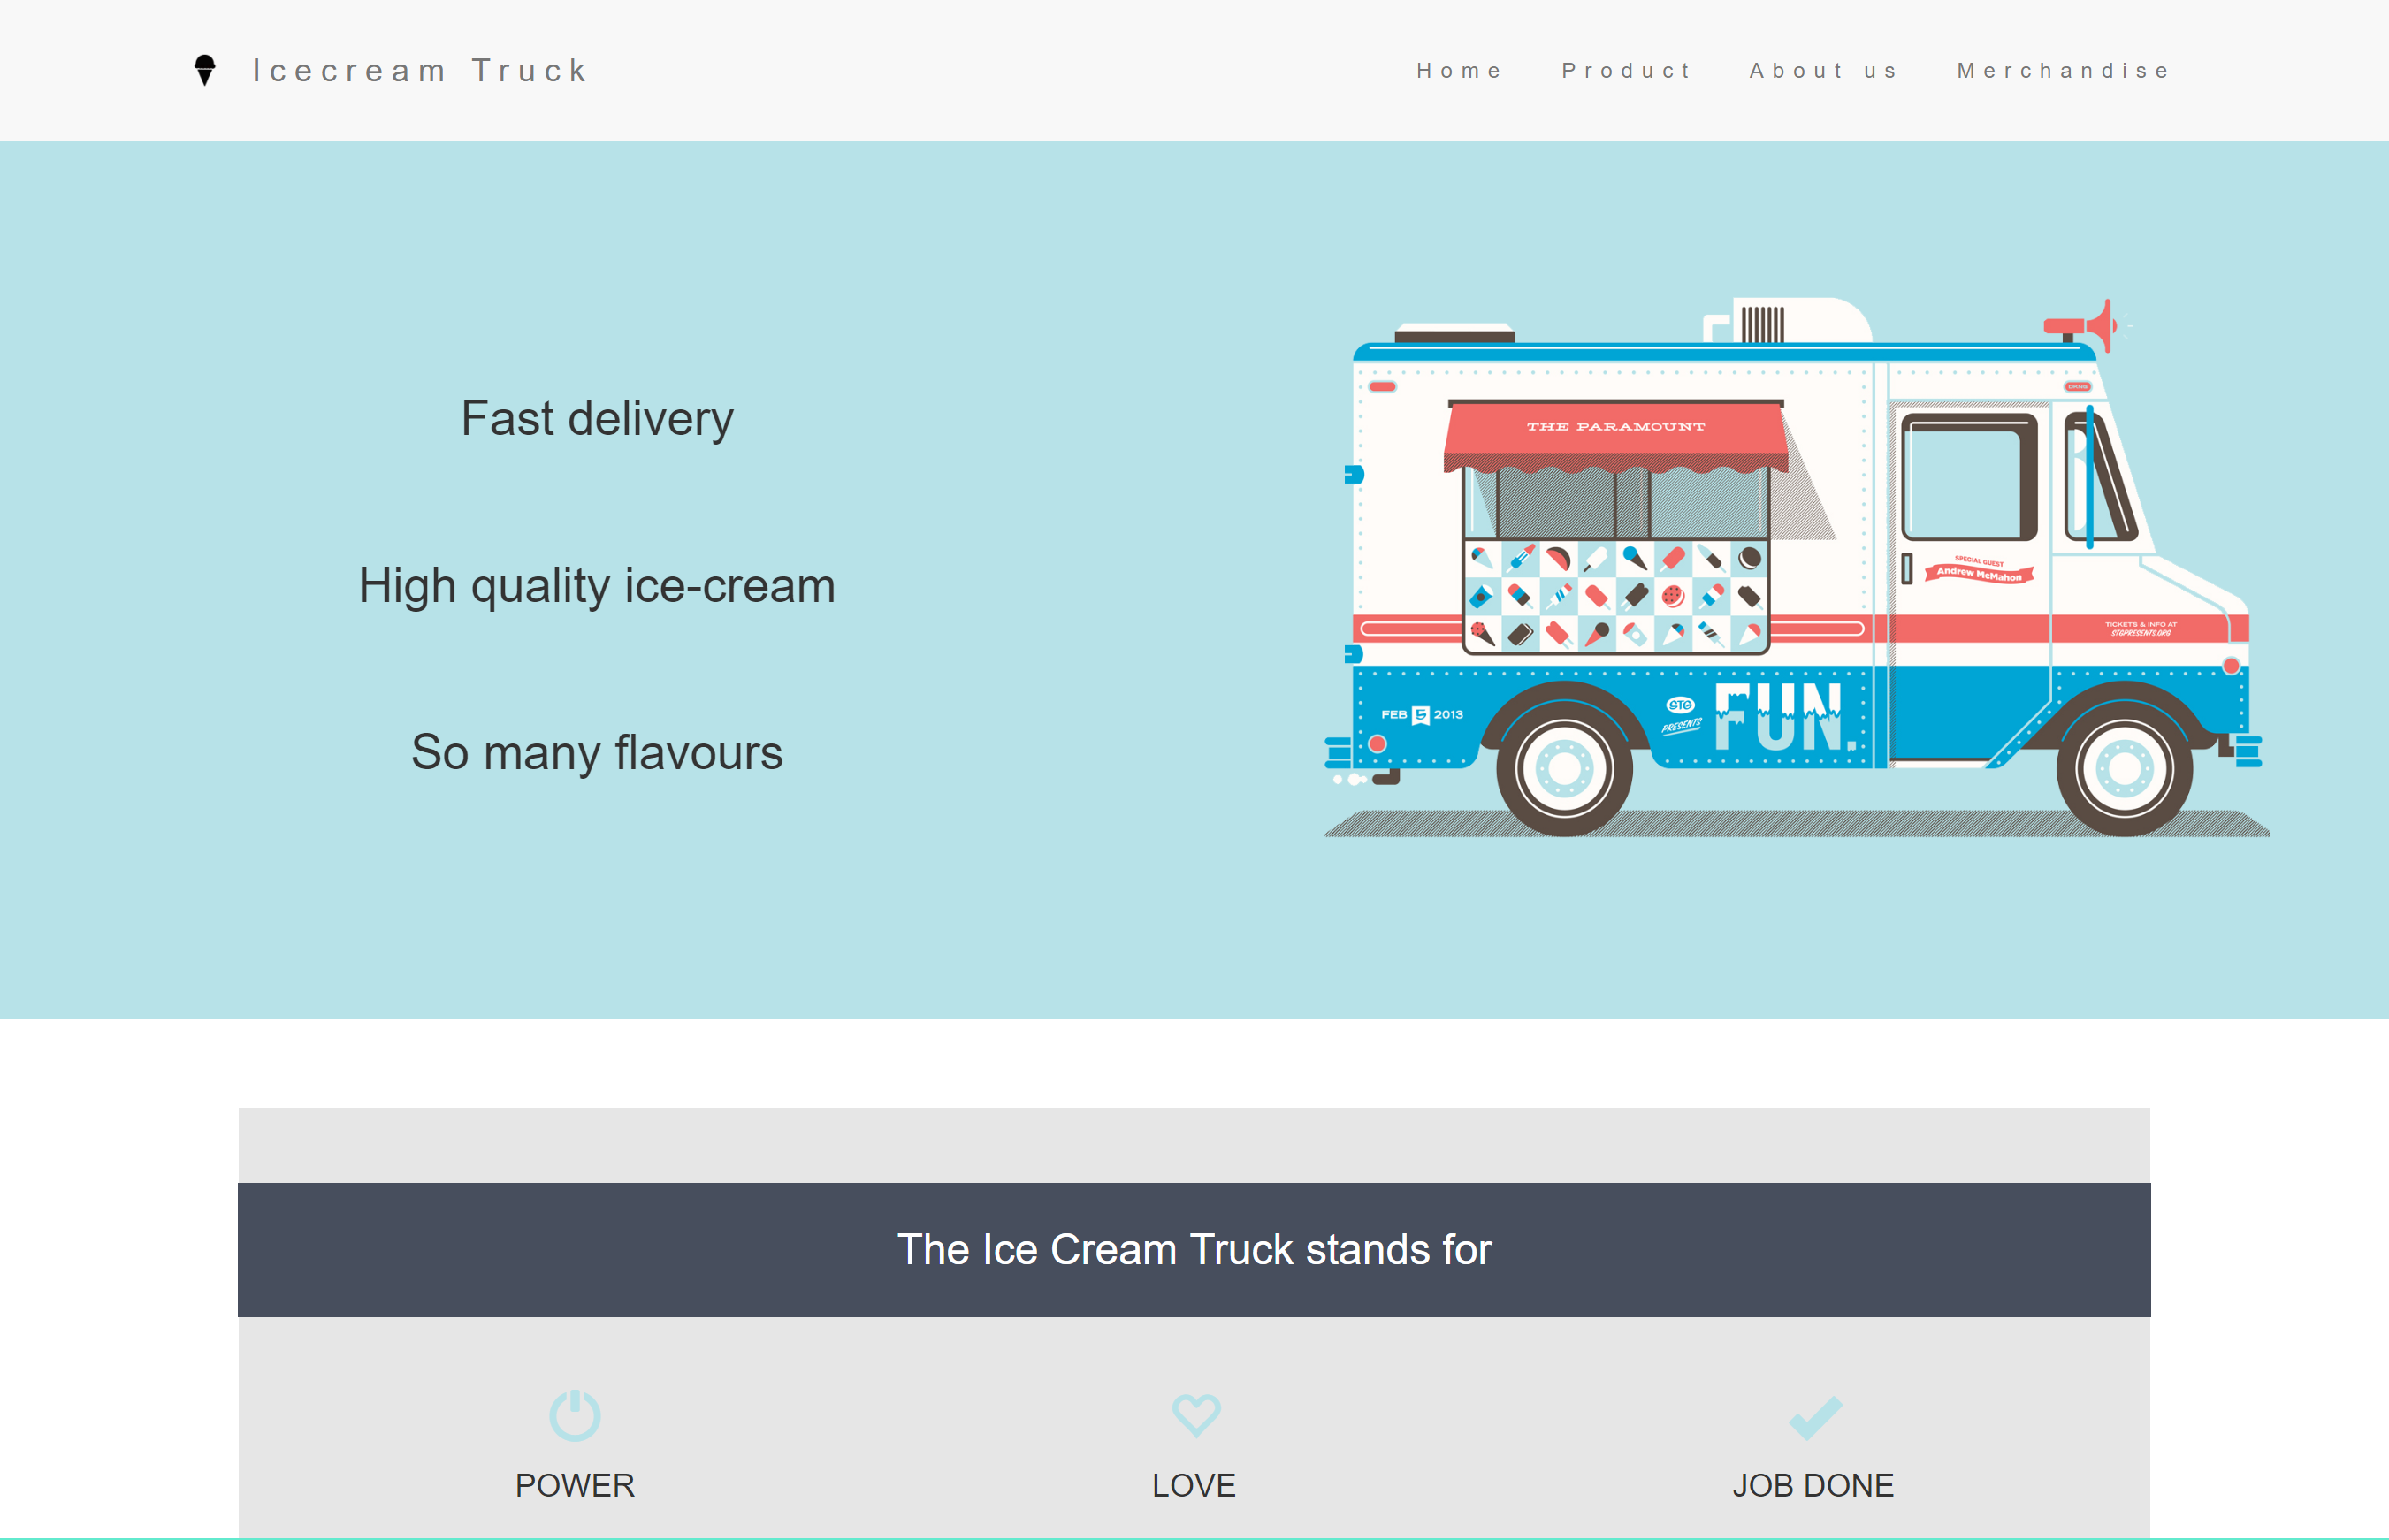 Icecream Truck
Home Product About us Merchandise
Fast delivery
High quality ice-cream
So many flavours
THE PARAMOUNT
SPECIAL GUEST
Andrew McMahon
TICKETS & INFO AT
STGPRESENTS.ORG
FEB 5 2013
STG
PRESENTS
FUN.
The Ice Cream Truck stands for
POWER LOVE JOB DONE